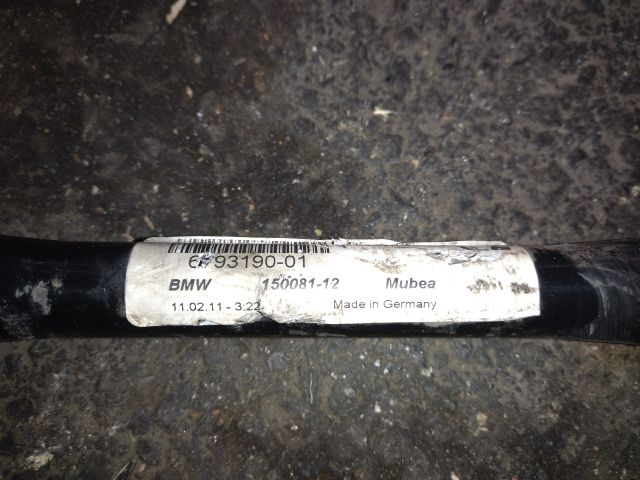 6793190-01
BMW 150081-12 Mubea
11.02.11 - 3:22 Made in Germany